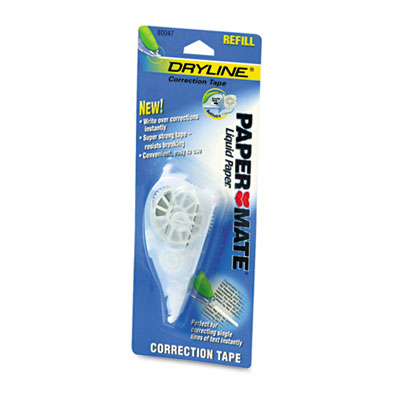 80047
REFILL
DRYLINE®
Correction Tape
NEW!
• Write over corrections
instantly
• Super strong tape –
resists breaking
• Convenient, easy to use
PAPER MATE®
Liquid Paper®
Perfect for
correcting single
lines of text instantly
CORRECTION TAPE